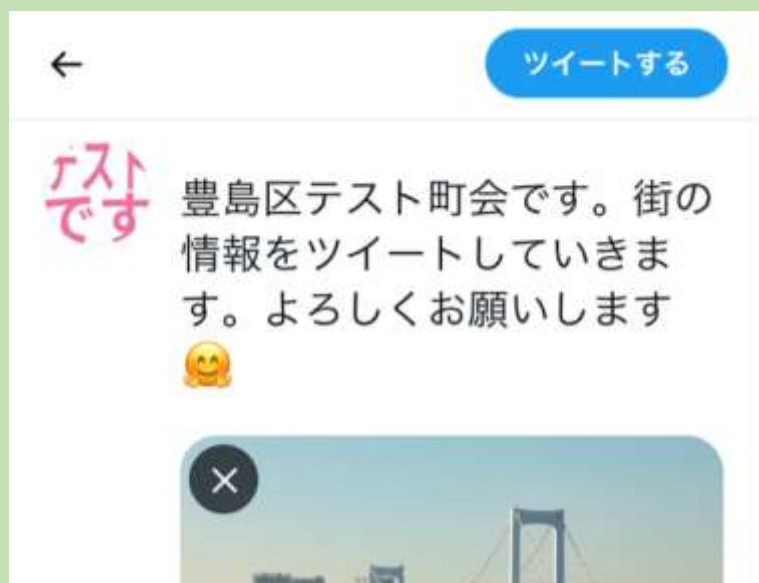 ツイートする
テスト
です
豊島区テスト町会です。街の
情報をツイートしていきま
す。よろしくお願いします
🤗